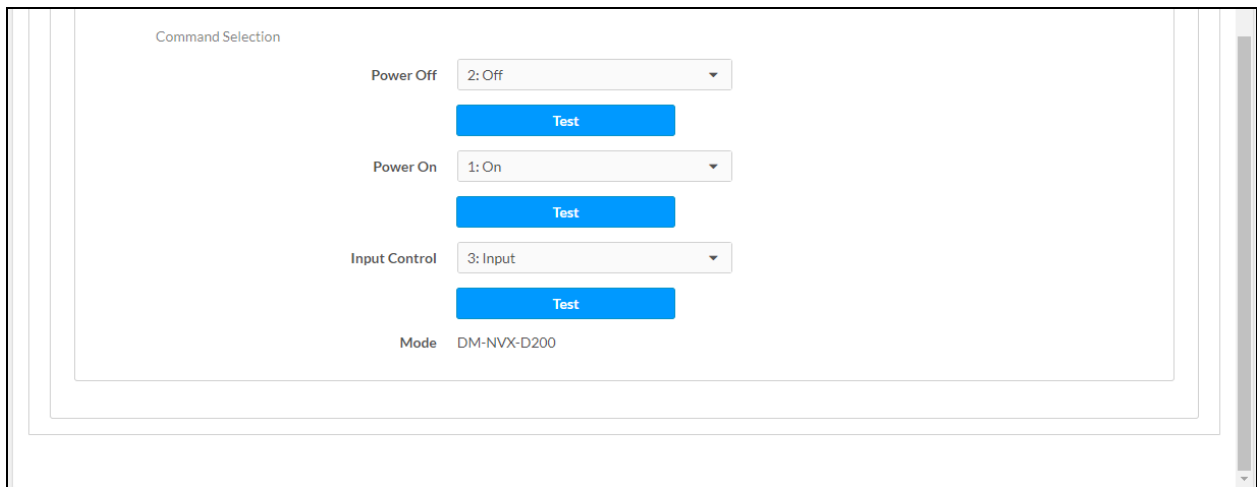 Command Selection
Power Off 2: Off
Test
Power On 1: On
Test
Input Control 3: Input
Test
Mode DM-NVX-D200